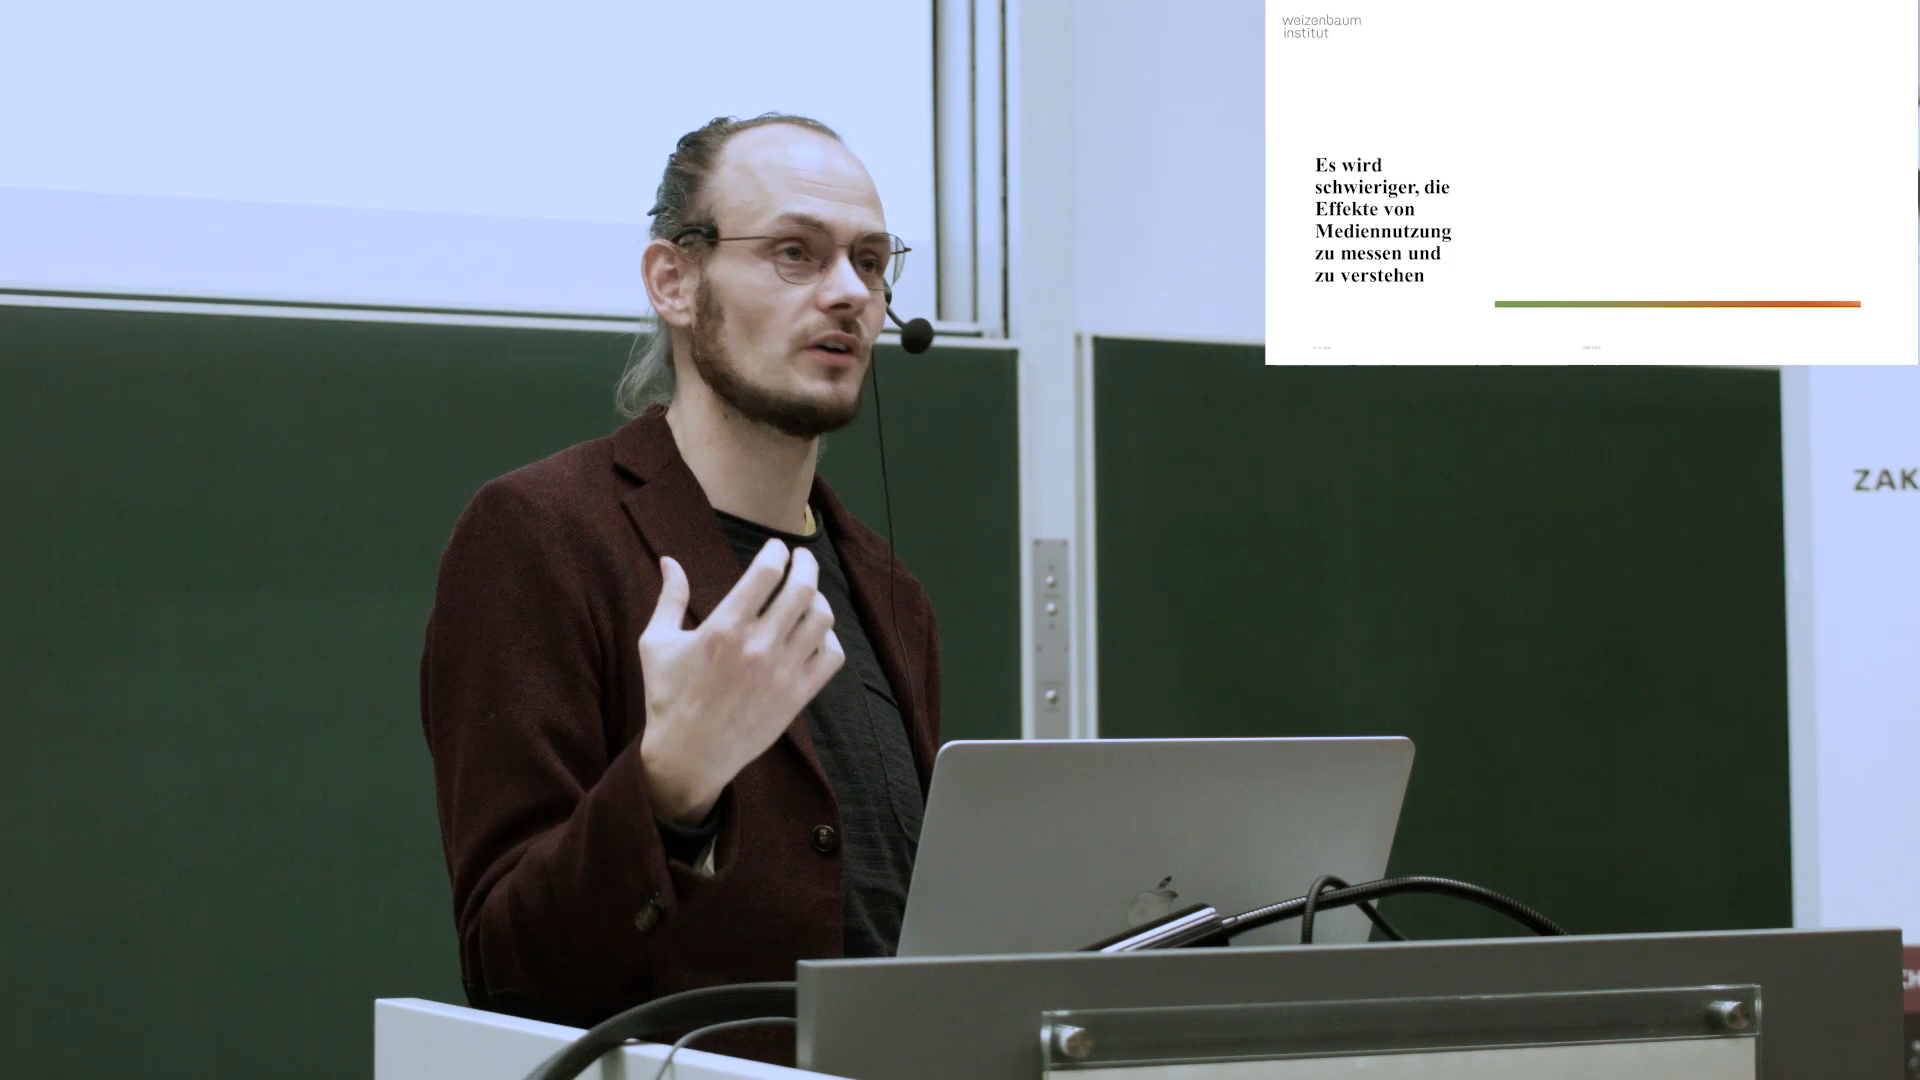 weizenbaum
institut
Es wird
schwieriger, die
Effekte von
Mediennutzung
zu messen und
zu verstehen
ZAK